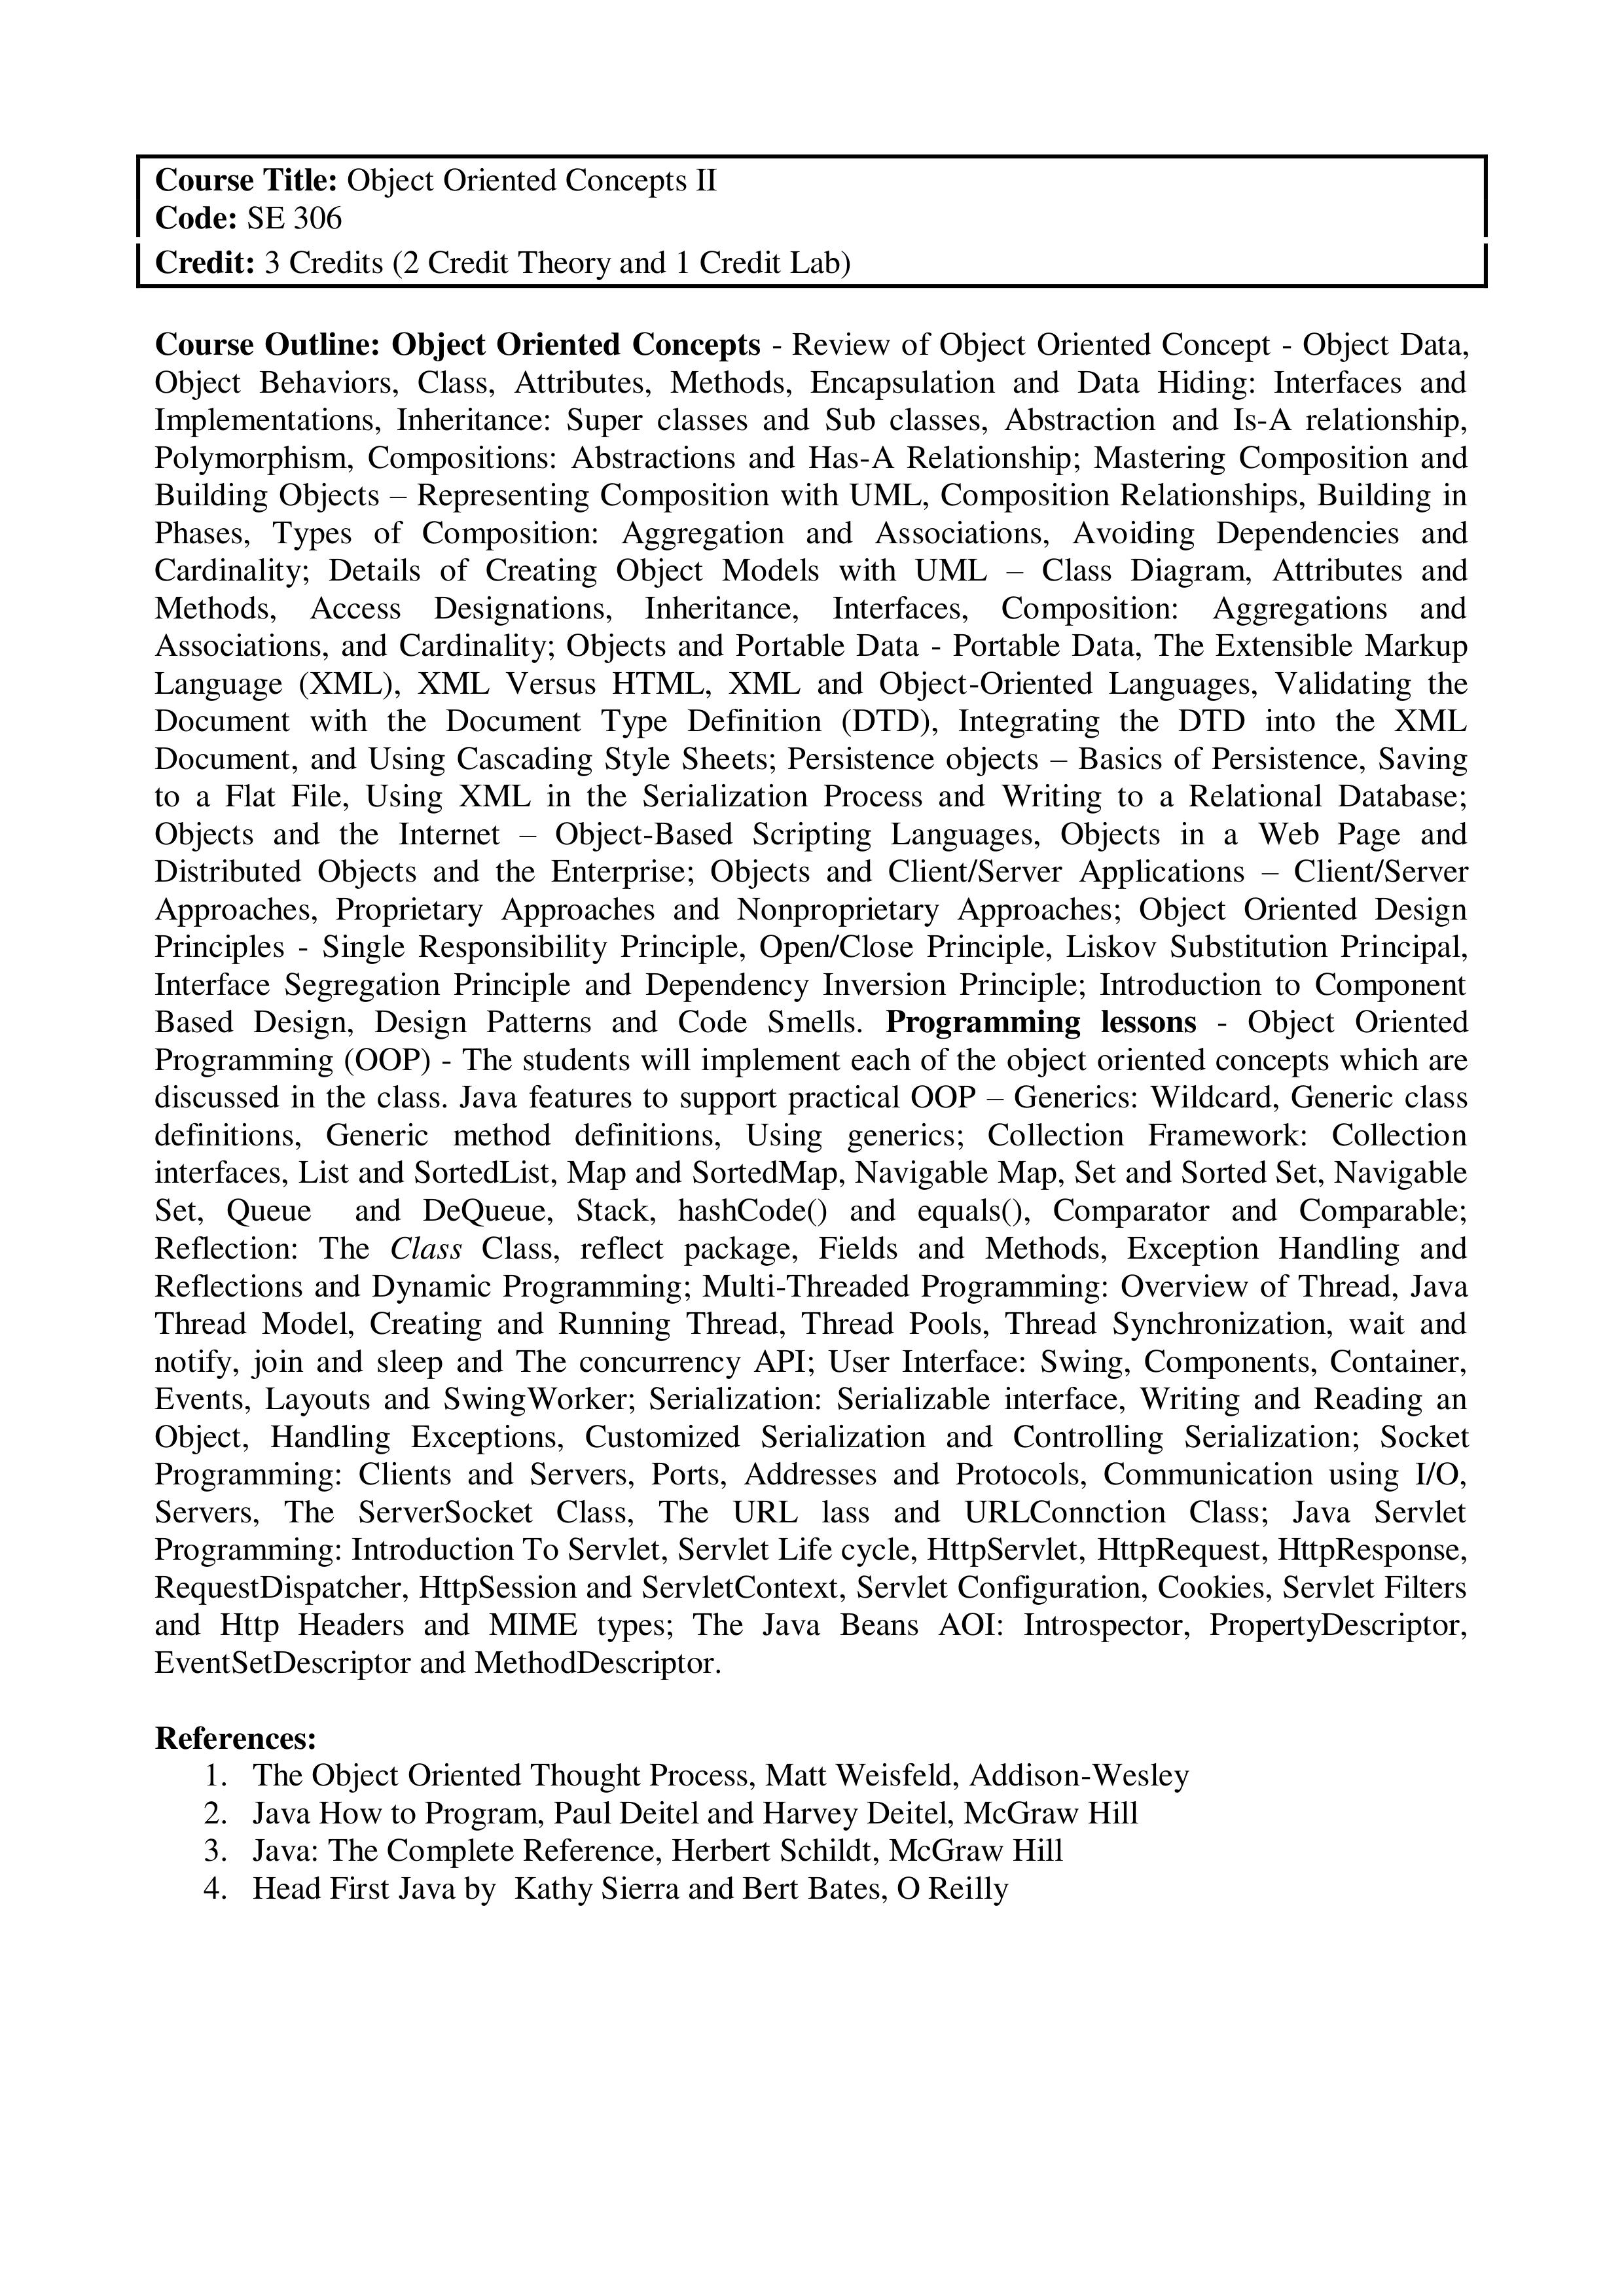 Course Title: Object Oriented Concepts II
Code: SE 306
Credit: 3 Credits (2 Credit Theory and 1 Credit Lab)
Course Outline: Object Oriented Concepts - Review of Object Oriented Concept - Object Data,
Object Behaviors, Class, Attributes, Methods, Encapsulation and Data Hiding: Interfaces and
Implementations, Inheritance: Super classes and Sub classes, Abstraction and Is-A relationship,
Polymorphism, Compositions: Abstractions and Has-A Relationship; Mastering Composition and
Building Objects – Representing Composition with UML, Composition Relationships, Building in
Phases, Types of Composition: Aggregation and Associations, Avoiding Dependencies and
Cardinality; Details of Creating Object Models with UML – Class Diagram, Attributes and
Methods, Access Designations, Inheritance, Interfaces, Composition: Aggregations and
Associations, and Cardinality; Objects and Portable Data - Portable Data, The Extensible Markup
Language (XML), XML Versus HTML, XML and Object-Oriented Languages, Validating the
Document with the Document Type Definition (DTD), Integrating the DTD into the XML
Document, and Using Cascading Style Sheets; Persistence objects – Basics of Persistence, Saving
to a Flat File, Using XML in the Serialization Process and Writing to a Relational Database;
Objects and the Internet – Object-Based Scripting Languages, Objects in a Web Page and
Distributed Objects and the Enterprise; Objects and Client/Server Applications – Client/Server
Approaches, Proprietary Approaches and Nonproprietary Approaches; Object Oriented Design
Principles - Single Responsibility Principle, Open/Close Principle, Liskov Substitution Principal,
Interface Segregation Principle and Dependency Inversion Principle; Introduction to Component
Based Design, Design Patterns and Code Smells. Programming lessons - Object Oriented
Programming (OOP) - The students will implement each of the object oriented concepts which are
discussed in the class. Java features to support practical OOP – Generics: Wildcard, Generic class
definitions, Generic method definitions, Using generics; Collection Framework: Collection
interfaces, List and SortedList, Map and SortedMap, Navigable Map, Set and Sorted Set, Navigable
Set, Queue and DeQueue, Stack, hashCode() and equals(), Comparator and Comparable;
Reflection: The Class Class, reflect package, Fields and Methods, Exception Handling and
Reflections and Dynamic Programming; Multi-Threaded Programming: Overview of Thread, Java
Thread Model, Creating and Running Thread, Thread Pools, Thread Synchronization, wait and
notify, join and sleep and The concurrency API; User Interface: Swing, Components, Container,
Events, Layouts and SwingWorker; Serialization: Serializable interface, Writing and Reading an
Object, Handling Exceptions, Customized Serialization and Controlling Serialization; Socket
Programming: Clients and Servers, Ports, Addresses and Protocols, Communication using I/O,
Servers, The ServerSocket Class, The URL lass and URLConnction Class; Java Servlet
Programming: Introduction To Servlet, Servlet Life cycle, HttpServlet, HttpRequest, HttpResponse,
RequestDispatcher, HttpSession and ServletContext, Servlet Configuration, Cookies, Servlet Filters
and Http Headers and MIME types; The Java Beans AOI: Introspector, PropertyDescriptor,
EventSetDescriptor and MethodDescriptor.
References:
1. The Object Oriented Thought Process, Matt Weisfeld, Addison-Wesley
2. Java How to Program, Paul Deitel and Harvey Deitel, McGraw Hill
3. Java: The Complete Reference, Herbert Schildt, McGraw Hill
4. Head First Java by Kathy Sierra and Bert Bates, O Reilly